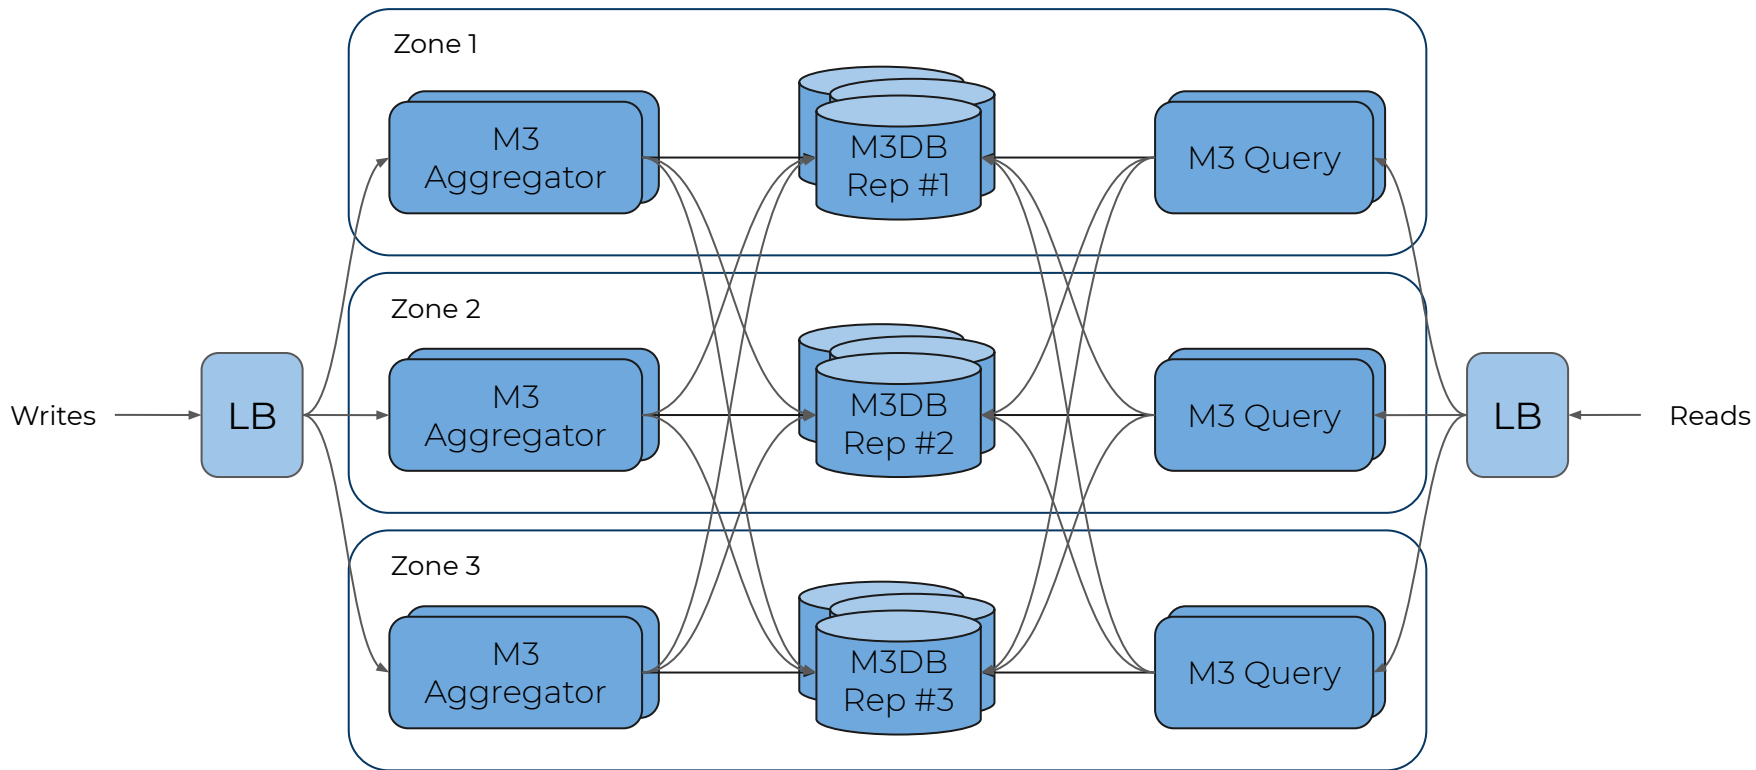 Zone 1
M3
Aggregator
M3DB
Rep #1
M3 Query
Zone 2
Writes
LB
M3
Aggregator
M3DB
Rep #2
M3 Query
LB
Reads
Zone 3
M3
Aggregator
M3DB
Rep #3
M3 Query